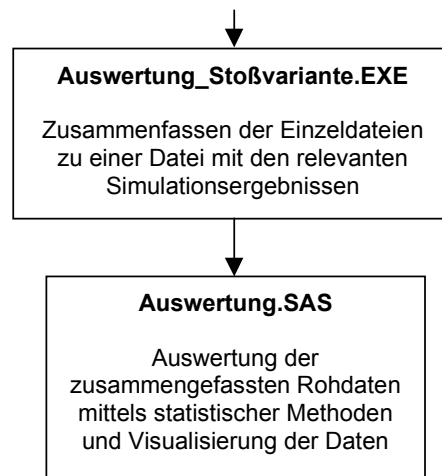 Auswertung_Stoßvariante.EXE
Zusammenfassen der Einzeldateien
zu einer Datei mit den relevanten
Simulationsergebnissen
Auswertung.SAS
Auswertung der
zusammengefassten Rohdaten
mittels statistischer Methoden
und Visualisierung der Daten